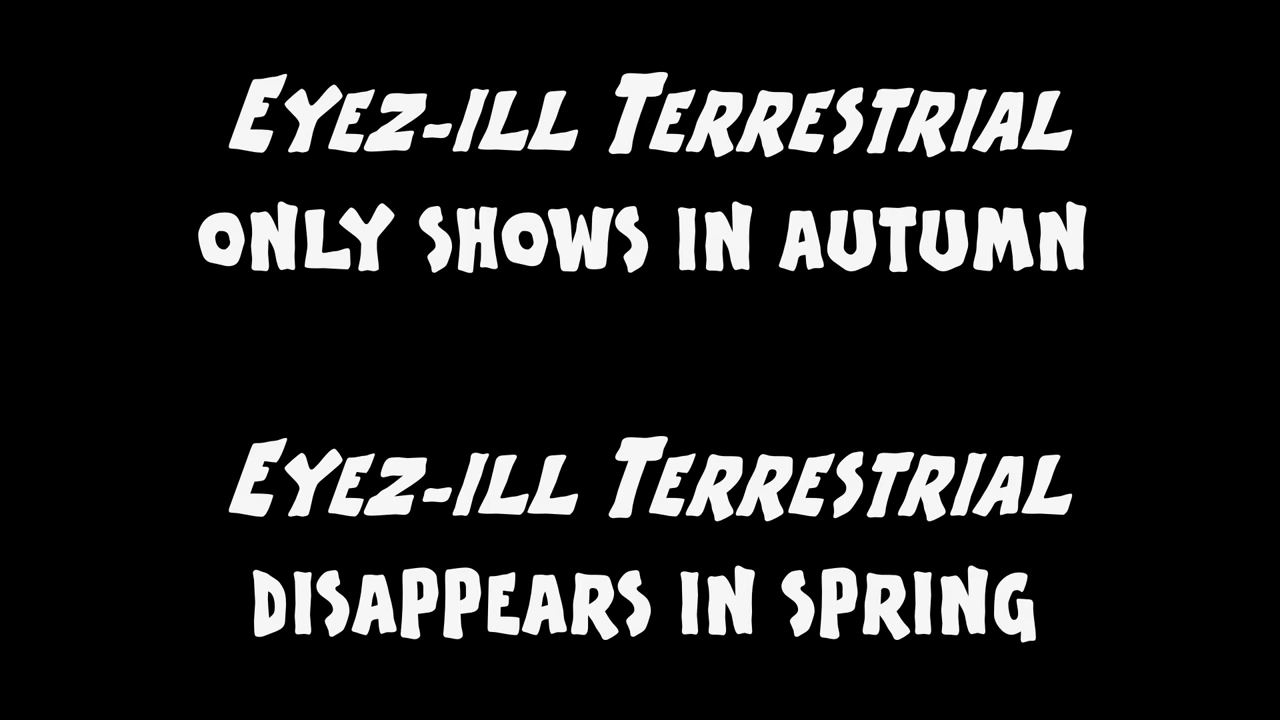 Eyez-ill Terrestrial
only shows in autumn
Eyez-ill Terrestrial
disappears in spring